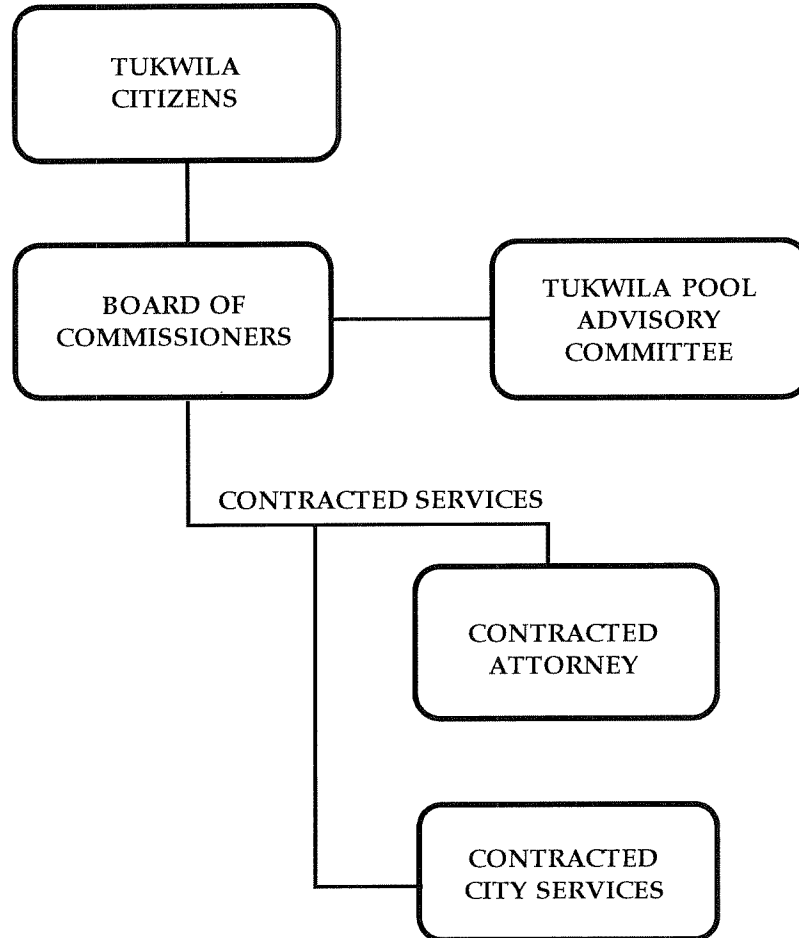 TUKWILA
CITIZENS
BOARD OF
COMMISSIONERS
TUKWILA POOL
ADVISORY
COMMITTEE
CONTRACTED SERVICES
CONTRACTED
ATTORNEY
CONTRACTED
CITY SERVICES